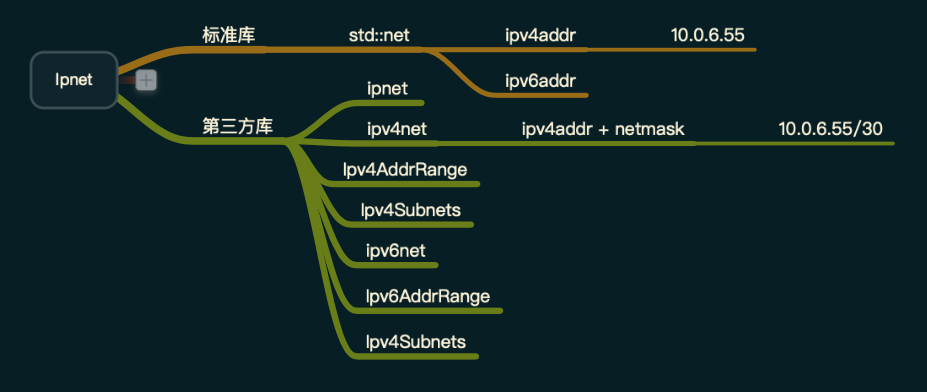 Ipnet
标准库
std::net
ipv4addr
10.0.6.55
ipv6addr
第三方库
ipnet
ipv4net
ipv4addr + netmask
10.0.6.55/30
Ipv4AddrRange
Ipv4Subnets
ipv6net
Ipv6AddrRange
Ipv4Subnets